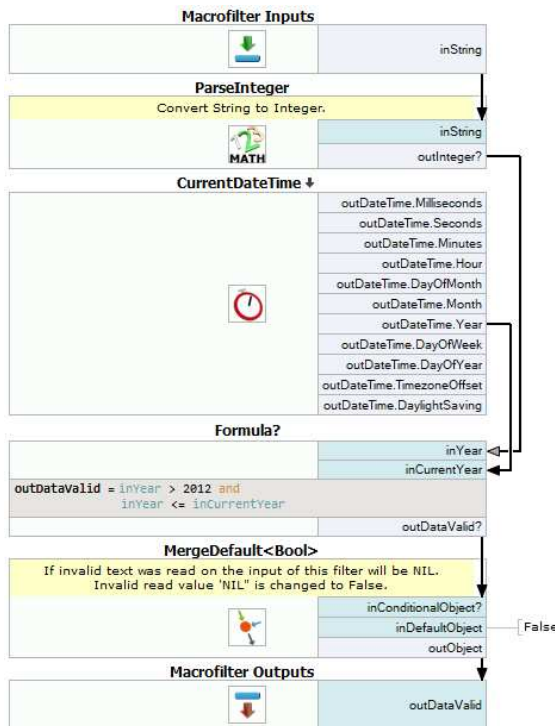 Macrofilter Inputs
inString
ParseInteger
Convert String to Integer.
inString
MATH
outInteger?
CurrentDateTime
outDateTime.Milliseconds
outDateTime.Seconds
outDateTime.Minutes
outDateTime.Hour
outDateTime.DayOfMonth
outDateTime.Month
outDateTime.Year
outDateTime.DayOfWeek
outDateTime.DayOfYear
outDateTime.TimezoneOffset
outDateTime.DaylightSaving
Formula?
inYear
inCurrentYear
outDataValid = inYear > 2012 and
inYear <= inCurrentYear
outDataValid?
MergeDefault<Bool>
If invalid text was read on the input of this filter will be NIL.
Invalid read value 'NIL" is changed to False.
inConditionalObject?
inDefaultObject
False
outObject
Macrofilter Outputs
outDataValid